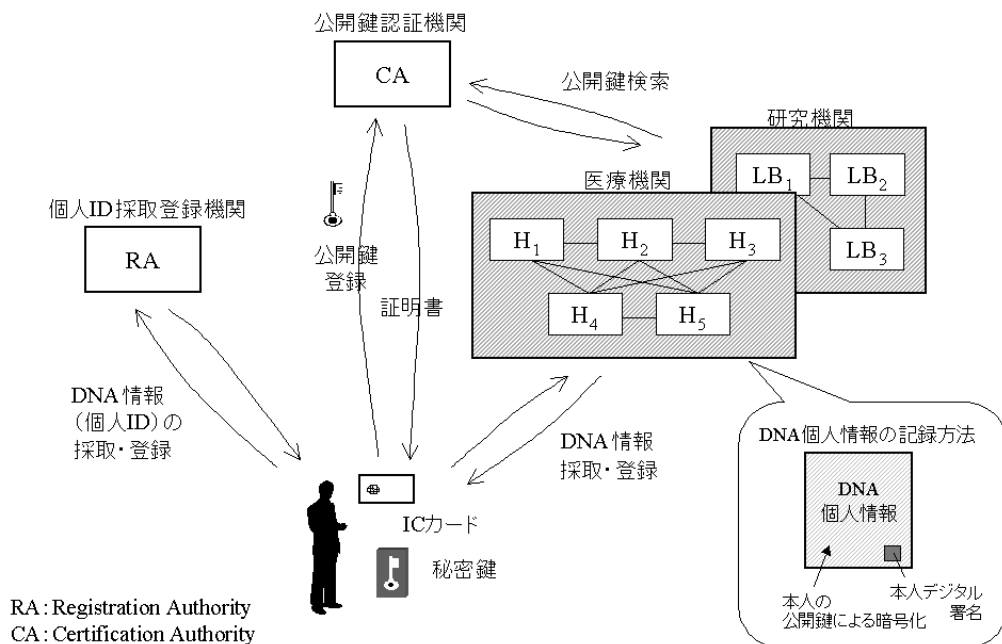 公開鍵認証機関
CA
公開鍵検索
研究機関
LB1
LB2
LB3
医療機関
H1
H2
H3
H4
H5
個人ID採取登録機関
RA
公開鍵
登録
証明書
DNA情報
（個人ID）の
採取・登録
DNA情報
採取・登録
ICカード
秘密鍵
DNA個人情報の記録方法
DNA
個人情報
本人の
公開鍵による暗号化
本人デジタル
署名
RA：Registration Authority
CA：Certification Authority